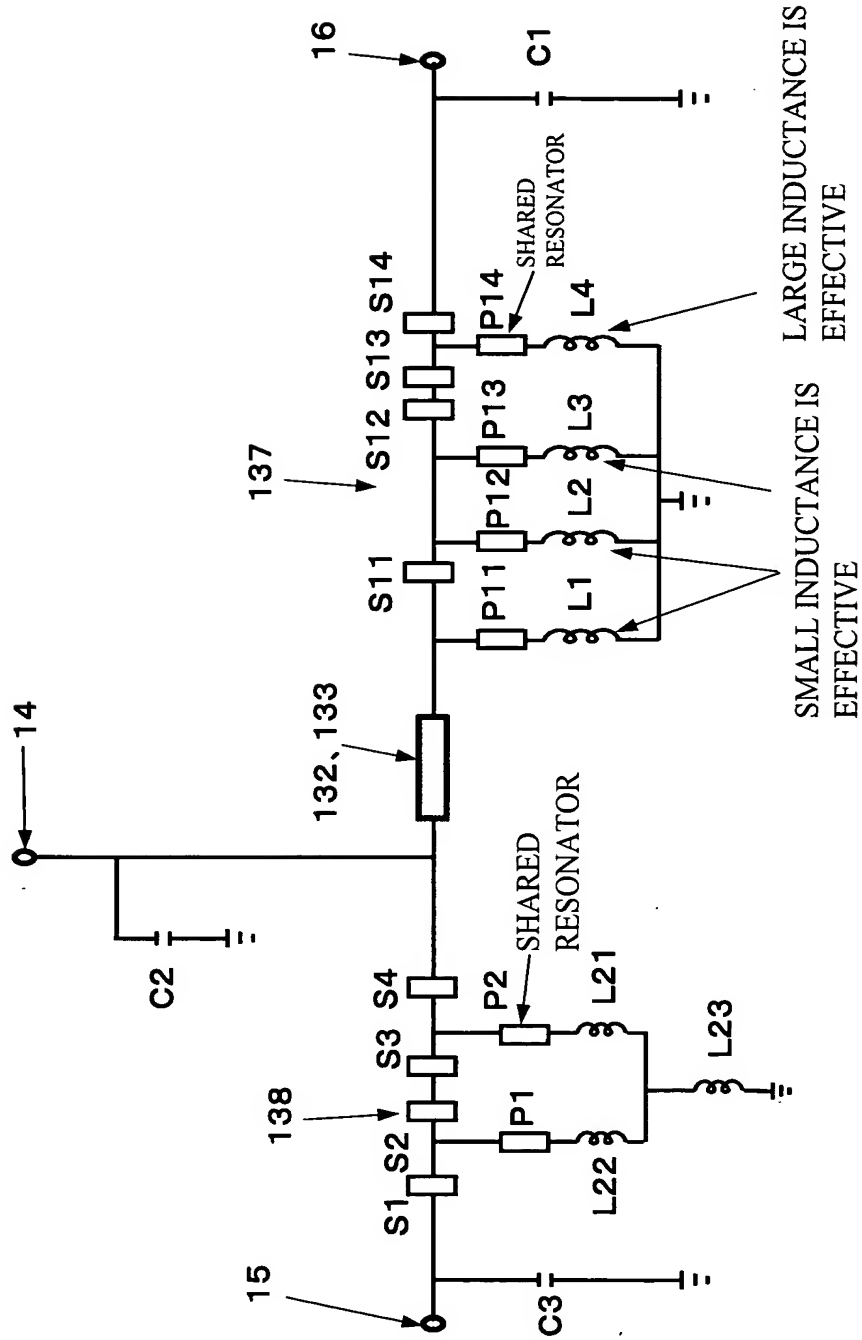 14
C2
132、133
137
16
S11
S12
S13
S14
P11
P12
P13
P14
SHARED
RESONATOR
C1
L1
L2
L3
L4
SMALL INDUCTANCE IS
EFFECTIVE
LARGE INDUCTANCE IS
EFFECTIVE
15
138
S1
S2
S3
S4
P1
P2
SHARED
RESONATOR
C3
L22
L21
L23